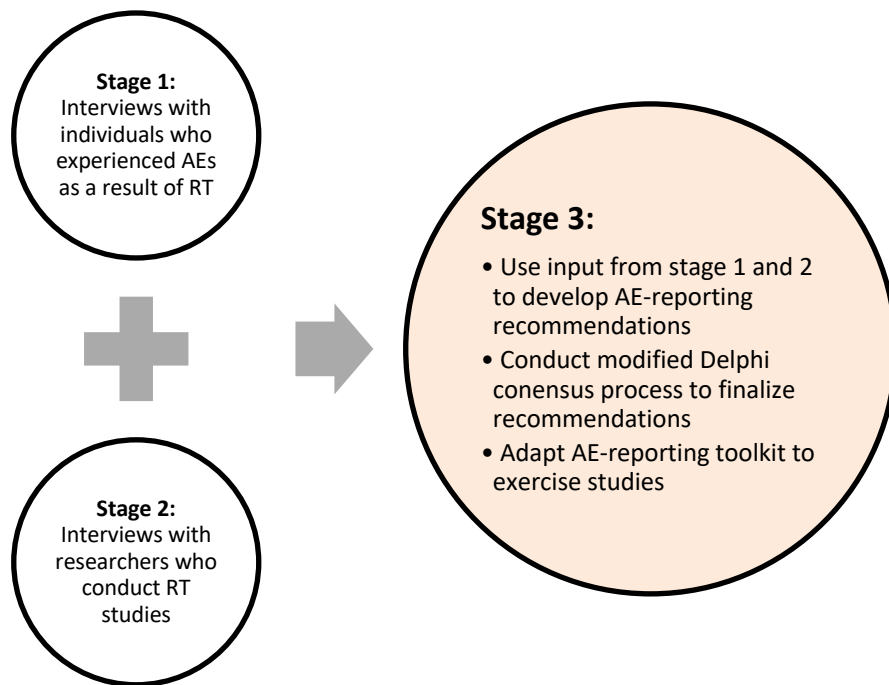 Stage 1:
Interviews with
individuals who
experienced AEs
as a result of RT
Stage 2:
Interviews with
researchers who
conduct RT
studies
Stage 3:
• Use input from stage 1 and 2
to develop AE-reporting
recommendations
• Conduct modified Delphi
conensus process to finalize
recommendations
• Adapt AE-reporting toolkit to
exercise studies